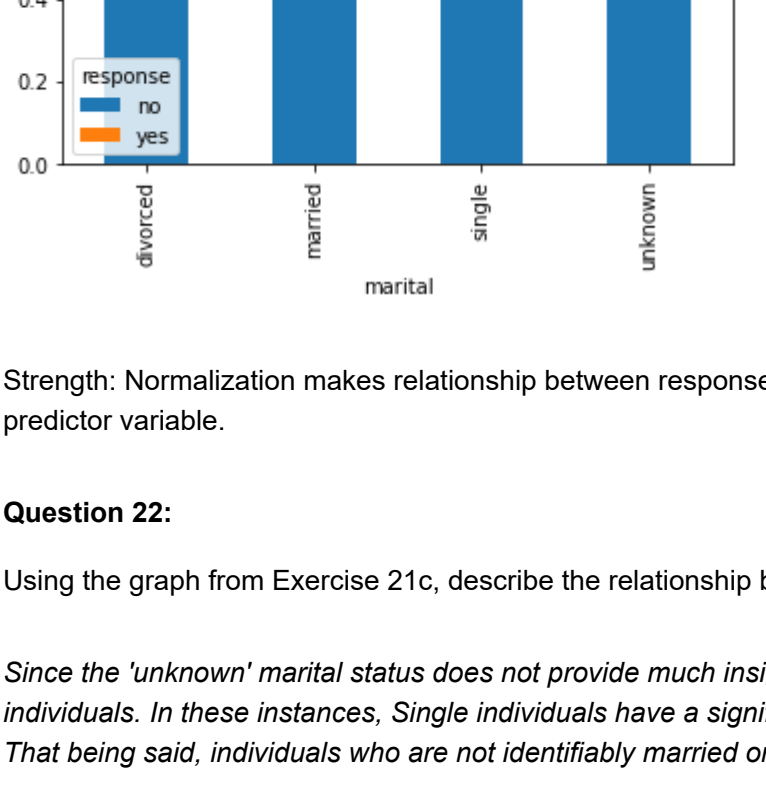 0.4
0.2
response
no
yes
0.0
divorced
married
single
unknown
marital
Strength: Normalization makes relationship between response
predictor variable.
Question 22:
Using the graph from Exercise 21c, describe the relationship b
Since the 'unknown' marital status does not provide much insi
individuals. In these instances, Single individuals have a signif
That being said, individuals who are not identifiably married or